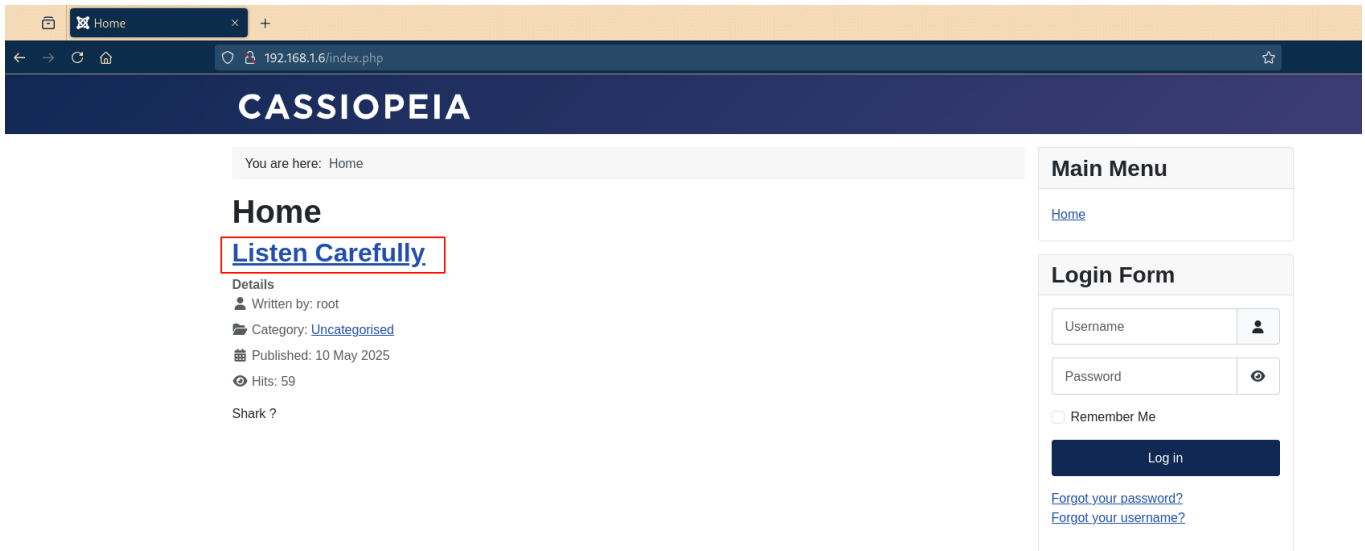 Home
192.168.1.6/index.php
CASSIOPEIA
You are here: Home
Home
Listen Carefully
Details
Written by: root
Category: Uncategorised
Published: 10 May 2025
Hits: 59
Shark ?
Main Menu
Home
Login Form
Username
Password
Remember Me
Log in
Forgot your password?
Forgot your username?